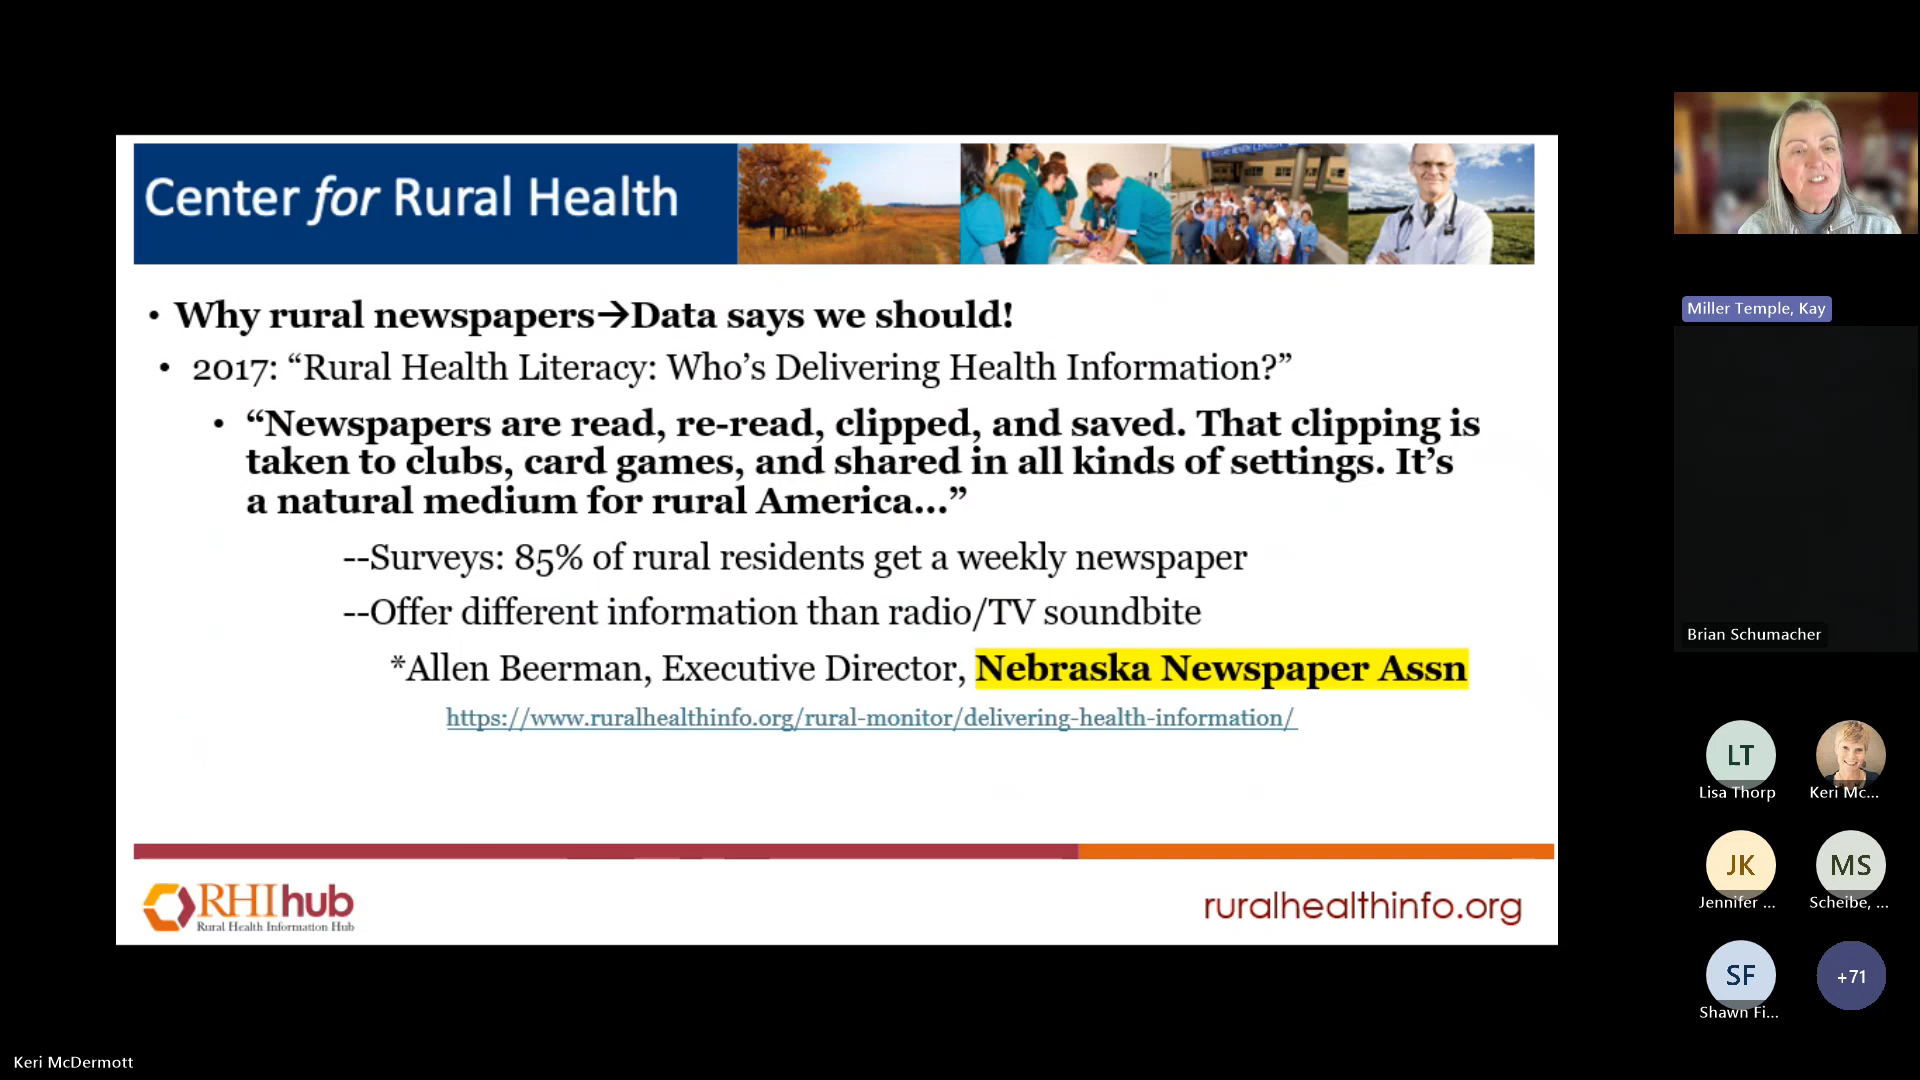 Center for Rural Health
• Why rural newspapers→Data says we should!
• 2017: “Rural Health Literacy: Who’s Delivering Health Information?”
• “Newspapers are read, re-read, clipped, and saved. That clipping is
taken to clubs, card games, and shared in all kinds of settings. It’s
a natural medium for rural America…”
--Surveys: 85% of rural residents get a weekly newspaper
--Offer different information than radio/TV soundbite
*Allen Beerman, Executive Director, Nebraska Newspaper Assn
https://www.ruralhealthinfo.org/rural-monitor/delivering-health-information/
RHIhub
Rural Health Information Hub
ruralhealthinfo.org
Miller Temple, Kay
Brian Schumacher
LT
Lisa Thorp
Keri Mc...
JK
Jennifer ...
MS
Scheibe, ...
SF
Shawn Fi...
+71
Keri McDermott